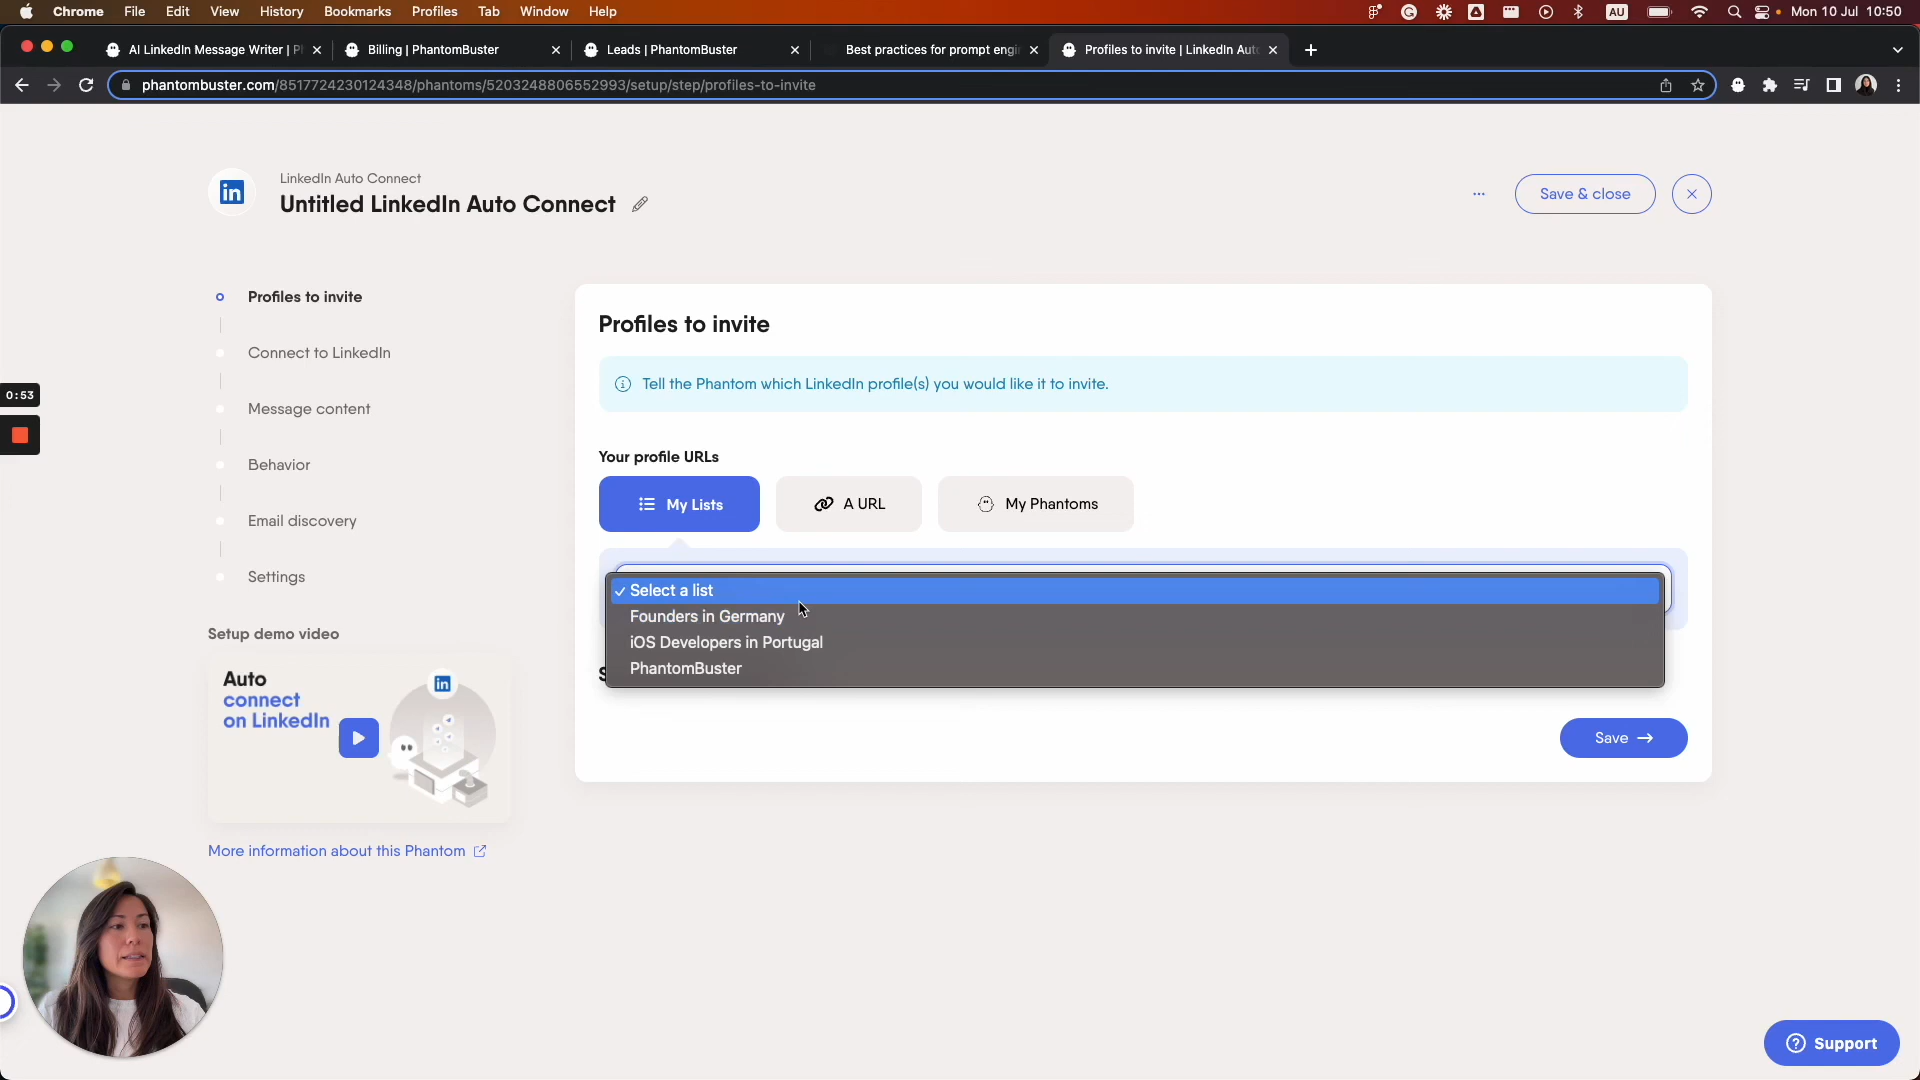 Chrome File Edit View History Bookmarks Profiles Tab Window Help
AU
Mon 10 Jul 10:50
AI LinkedIn Message Writer | P
Billing | PhantomBuster
Leads | PhantomBuster
Best practices for prompt engi
Profiles to invite | LinkedIn Aut
phantombuster.com/8517724230124348/phantoms/5203248806552993/setup/step/profiles-to-invite
in
LinkedIn Auto Connect
Untitled LinkedIn Auto Connect
Save & close
Profiles to invite
Connect to LinkedIn
Message content
Behavior
Email discovery
Settings
0:53
Profiles to invite
Tell the Phantom which LinkedIn profile(s) you would like it to invite.
Your profile URLs
My Lists
A URL
My Phantoms
Select a list
Founders in Germany
iOS Developers in Portugal
PhantomBuster
S
Save
Setup demo video
Auto
connect
on LinkedIn
in
More information about this Phantom
Support